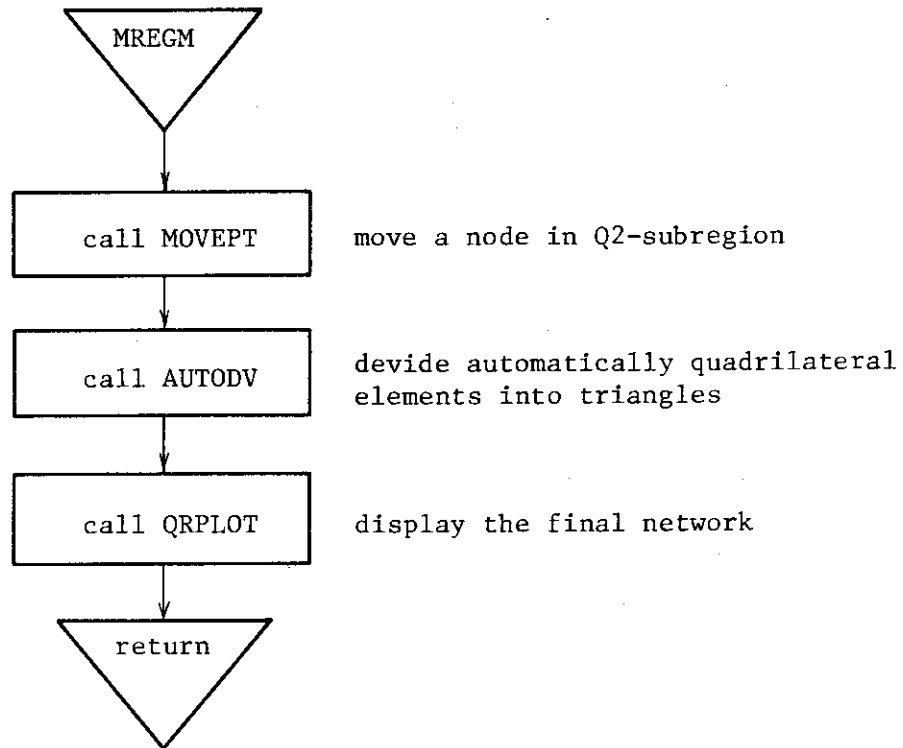 MREGM
call MOVEPT
move a node in Q2-subregion
call AUTODV
devide automatically quadrilateral
elements into triangles
call QRPLOT
display the final network
return